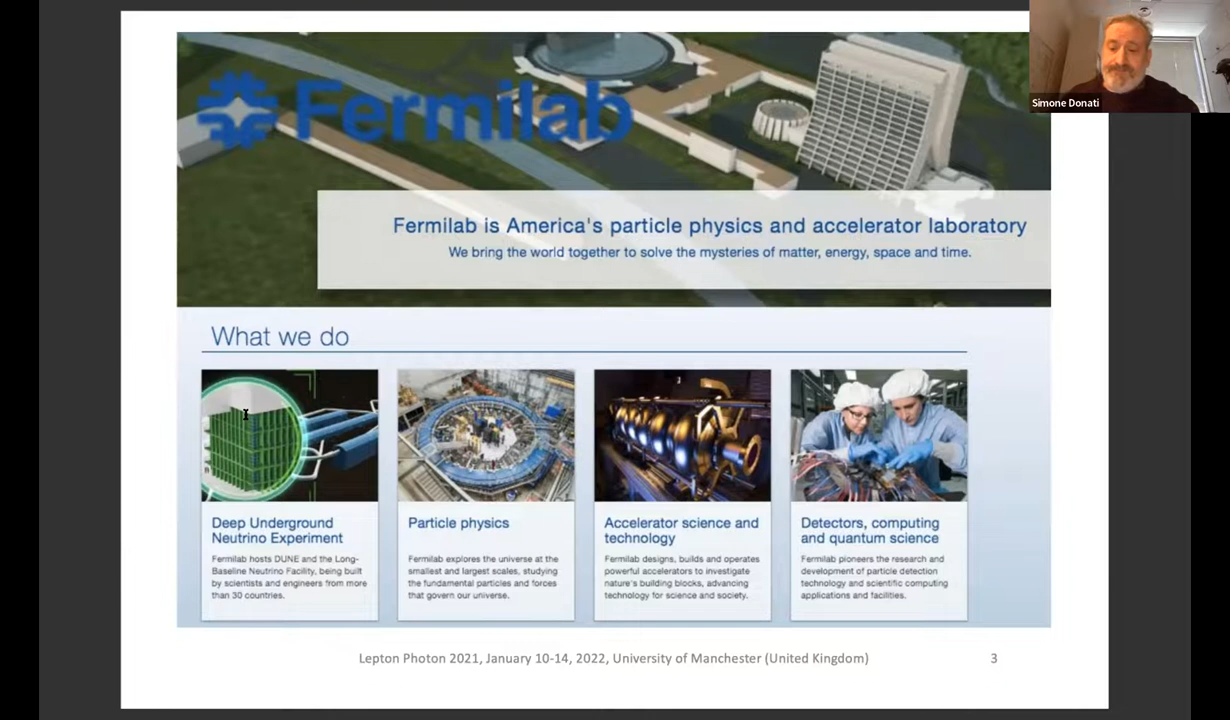 Simone Donati
Fermilab
Fermilab is America's particle physics and accelerator laboratory
We bring the world together to solve the mysteries of matter, energy, space and time.
What we do
Deep Underground
Neutrino Experiment
Fermilab hosts DUNE and the Long-
Baseline Neutrino Facility, being built
by scientists and engineers from more
than 30 countries.
Particle physics
Fermilab explores the universe at the
smallest and largest scales, studying
the fundamental particles and forces
that govern our universe.
Accelerator science and
technology
Fermilab designs, builds and operates
powerful accelerators to investigate
nature's building blocks, advancing
technology for science and society.
Detectors, computing
and quantum science
Fermilab pioneers the research and
development of particle detection
technology and scientific computing
applications and facilities.
Lepton Photon 2021, January 10-14, 2022, University of Manchester (United Kingdom)
3